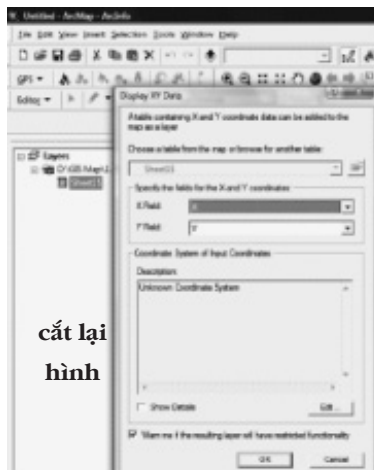 Untitled - ArcMap - ArcInfo
File Edit View Insert Selection Tools Window Help
GPS
Editor
Display XY Data
A table containing X and Y coordinate data can be added to the
map as a layer
Choose a table from the map or browse for another table:
Layers
Specify the fields for the X and Y coordinates:
X Field:
X
Y Field:
Y
Coordinate System of Input Coordinates
Description:
Unknown Coordinate System
cắt lại
hình
Show Details
Edit...
Warn me if the resulting layer will have restricted functionality
OK
Cancel